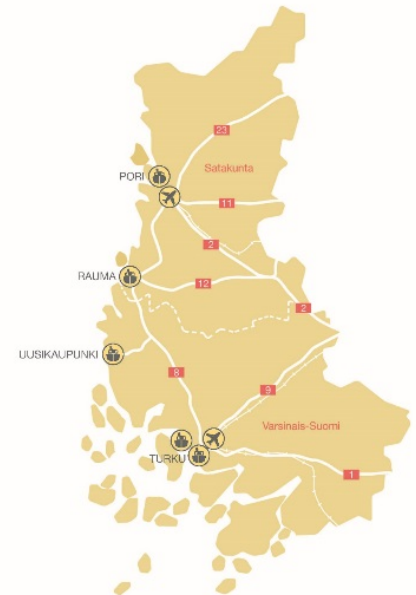 23
Satakunta
PORI
11
2
RAUMA
12
2
UUSIKAUPUNKI
8
9
Varsinais-Suomi
TURKU
1